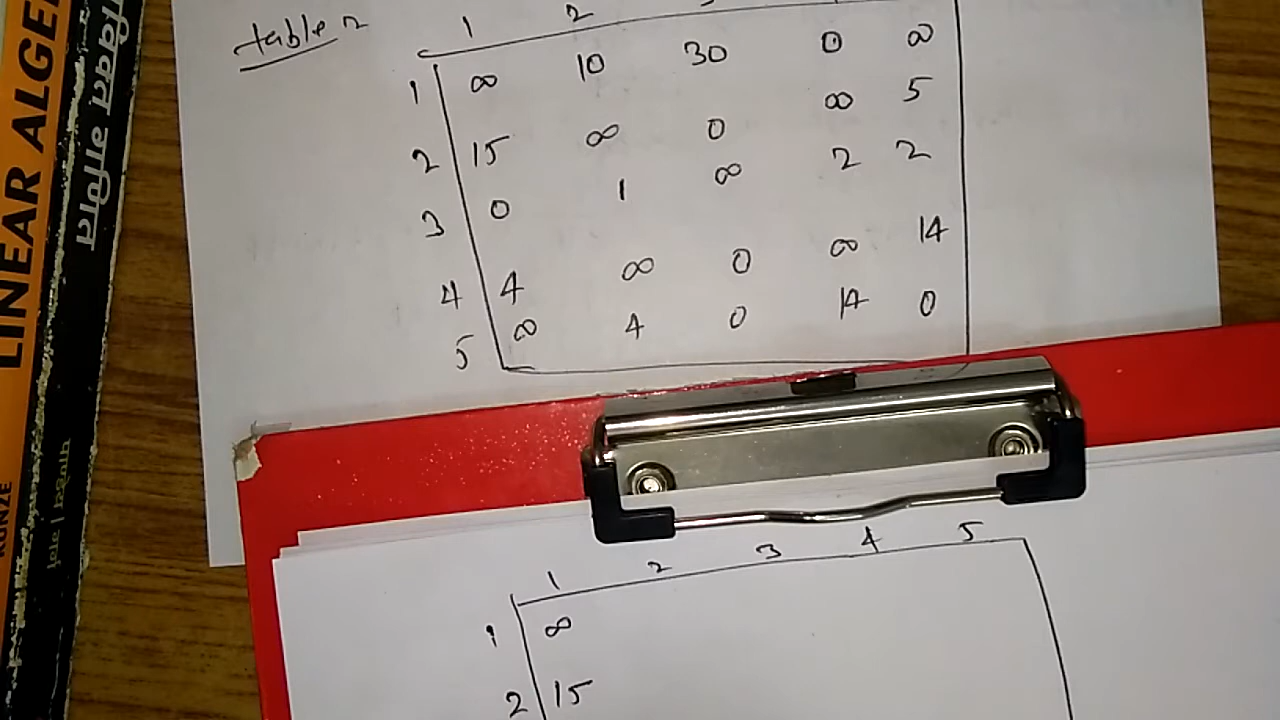 table 2
1 2
1 ∞ 10 30 0 ∞
2 15 ∞ 0 ∞ 5
3 0 1 ∞ 2 2
4 4 ∞ 0 ∞ 14
5 ∞ 4 0 14 0
1 2 3 4 5
1 ∞
2 15
LINEAR ALGE
KUNZE